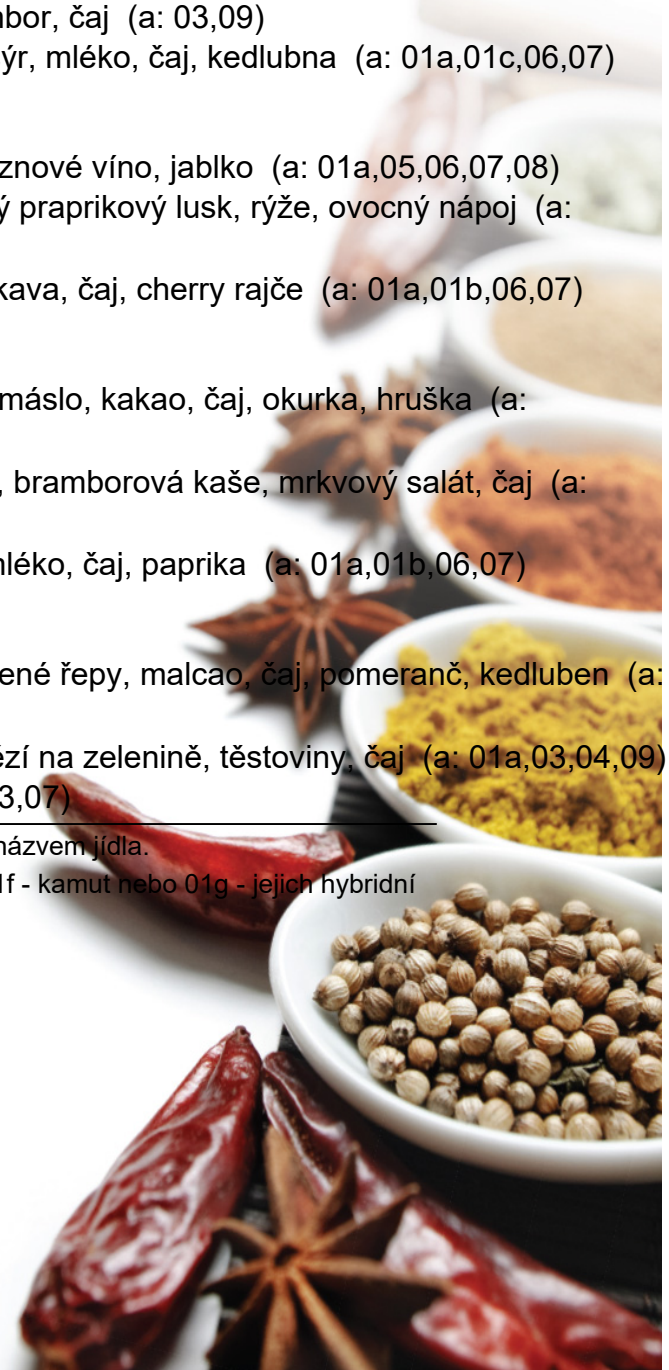 bor, čaj (a: 03,09)
ýr, mléko, čaj, kedlubna (a: 01a,01c,06,07)
znové víno, jablko (a: 01a,05,06,07,08)
ý praprikový lusk, rýže, ovocný nápoj (a:
kava, čaj, cherry rajče (a: 01a,01b,06,07)
máslo, kakao, čaj, okurka, hruška (a:
, bramborová kaše, mrkvový salát, čaj (a:
léko, čaj, paprika (a: 01a,01b,06,07)
ené řepy, malcao, čaj, pomeranč, kedluben (a:
ězí na zelenině, těstoviny, čaj (a: 01a,03,04,09)
3,07)
názvem jídla.
1f - kamut nebo 01g - jejich hybridní